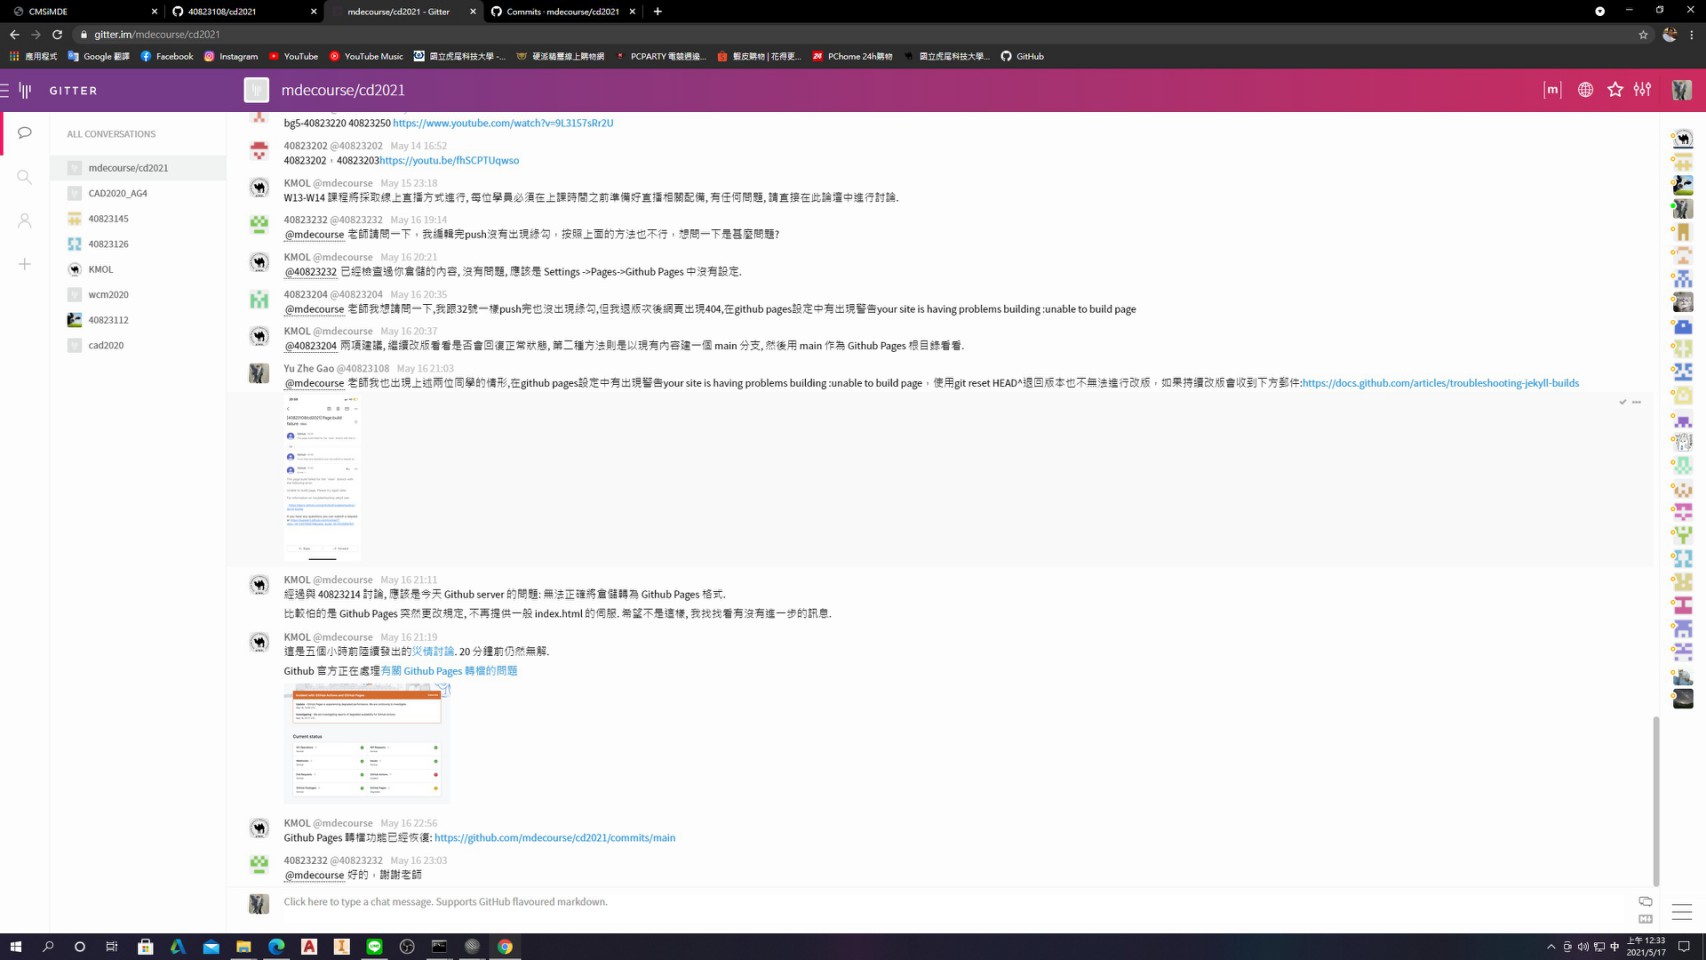 CMSiMDE
40823108/cd2021
mdecourse/cd2021 - Gitter
Commits · mdecourse/cd2021
gitter.im/mdecourse/cd2021
應用程式
Google 翻譯
Facebook
Instagram
YouTube
YouTube Music
國立虎尾科技大學 -...
硬派精璽線上購物網
PCPARTY 電競週邊...
蝦皮購物 | 花得更...
PChome 24h購物
國立虎尾科技大學...
GitHub
GITTER
mdecourse/cd2021
ALL CONVERSATIONS
mdecourse/cd2021
CAD2020_AG4
40823145
40823126
KMOL
wcm2020
40823112
cad2020
bg5-40823220 40823250 https://www.youtube.com/watch?v=9L3157sRr2U
40823202 @40823202 May 14 16:52
40823202，40823203https://youtu.be/fhSCPTUqwso
KMOL @mdecourse May 15 23:18
W13-W14 課程將採取線上直播方式進行, 每位學員必須在上課時間之前準備好直播相關配備, 有任何問題, 請直接在此論壇中進行討論.
40823232 @40823232 May 16 19:14
@mdecourse 老師請問一下，我編輯完push沒有出現綠勾，按照上面的方法也不行，想問一下是甚麼問題?
KMOL @mdecourse May 16 20:21
@40823232 已經檢查過你倉儲的內容, 沒有問題, 應該是 Settings ->Pages->Github Pages 中沒有設定.
40823204 @40823204 May 16 20:35
@mdecourse 老師我想請問一下,我跟32號一樣push完也沒出現綠勾,但我退版次後網頁出現404,在github pages設定中有出現警告your site is having problems building :unable to build page
KMOL @mdecourse May 16 20:37
@40823204 兩項建議, 繼續改版看看是否會回復正常狀態, 第二種方法則是以現有內容建一個 main 分支, 然後用 main 作為 Github Pages 根目錄看看.
Yu Zhe Gao @40823108 May 16 21:03
@mdecourse 老師我也出現上述兩位同學的情形,在github pages設定中有出現警告your site is having problems building :unable to build page，使用git reset HEAD^退回版本也不無法進行改版，如果持續改版會收到下方郵件:https://docs.github.com/articles/troubleshooting-jekyll-builds
KMOL @mdecourse May 16 21:11
經過與 40823214 討論, 應該是今天 Github server 的問題: 無法正確將倉儲轉為 Github Pages 格式.
比較怕的是 Github Pages 突然更改規定, 不再提供一般 index.html 的伺服. 希望不是這樣, 我找找看有沒有進一步的訊息.
KMOL @mdecourse May 16 21:19
這是五個小時前陸續發出的災情討論. 20 分鐘前仍然無解.
Github 官方正在處理有關 Github Pages 轉檔的問題
Current status
KMOL @mdecourse May 16 22:56
Github Pages 轉檔功能已經恢復: https://github.com/mdecourse/cd2021/commits/main
40823232 @40823232 May 16 23:03
@mdecourse 好的，謝謝老師
Click here to type a chat message. Supports GitHub flavoured markdown.
中
上午 12:33
2021/5/17